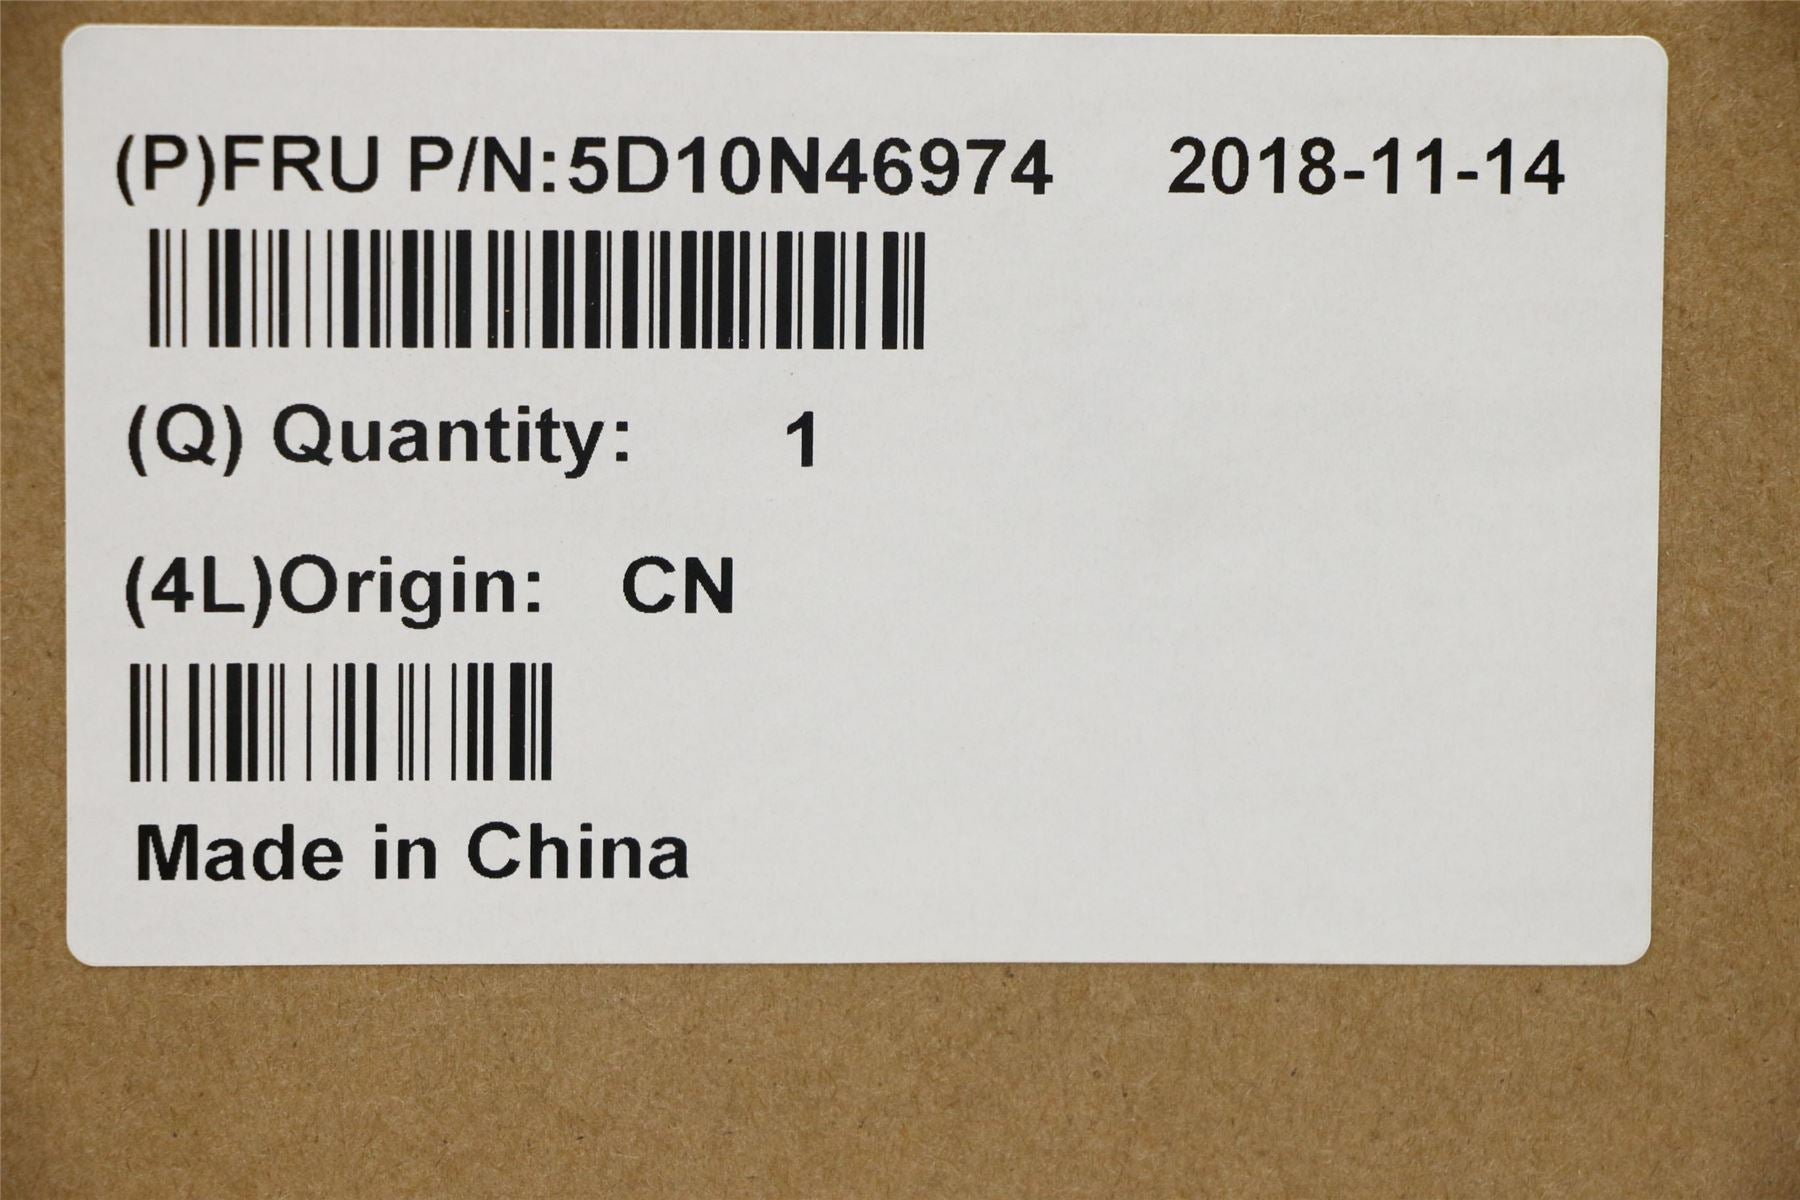 (P)FRU P/N:5D10N46974 2018-11-14
(Q) Quantity: 1
(4L)Origin: CN
Made in China